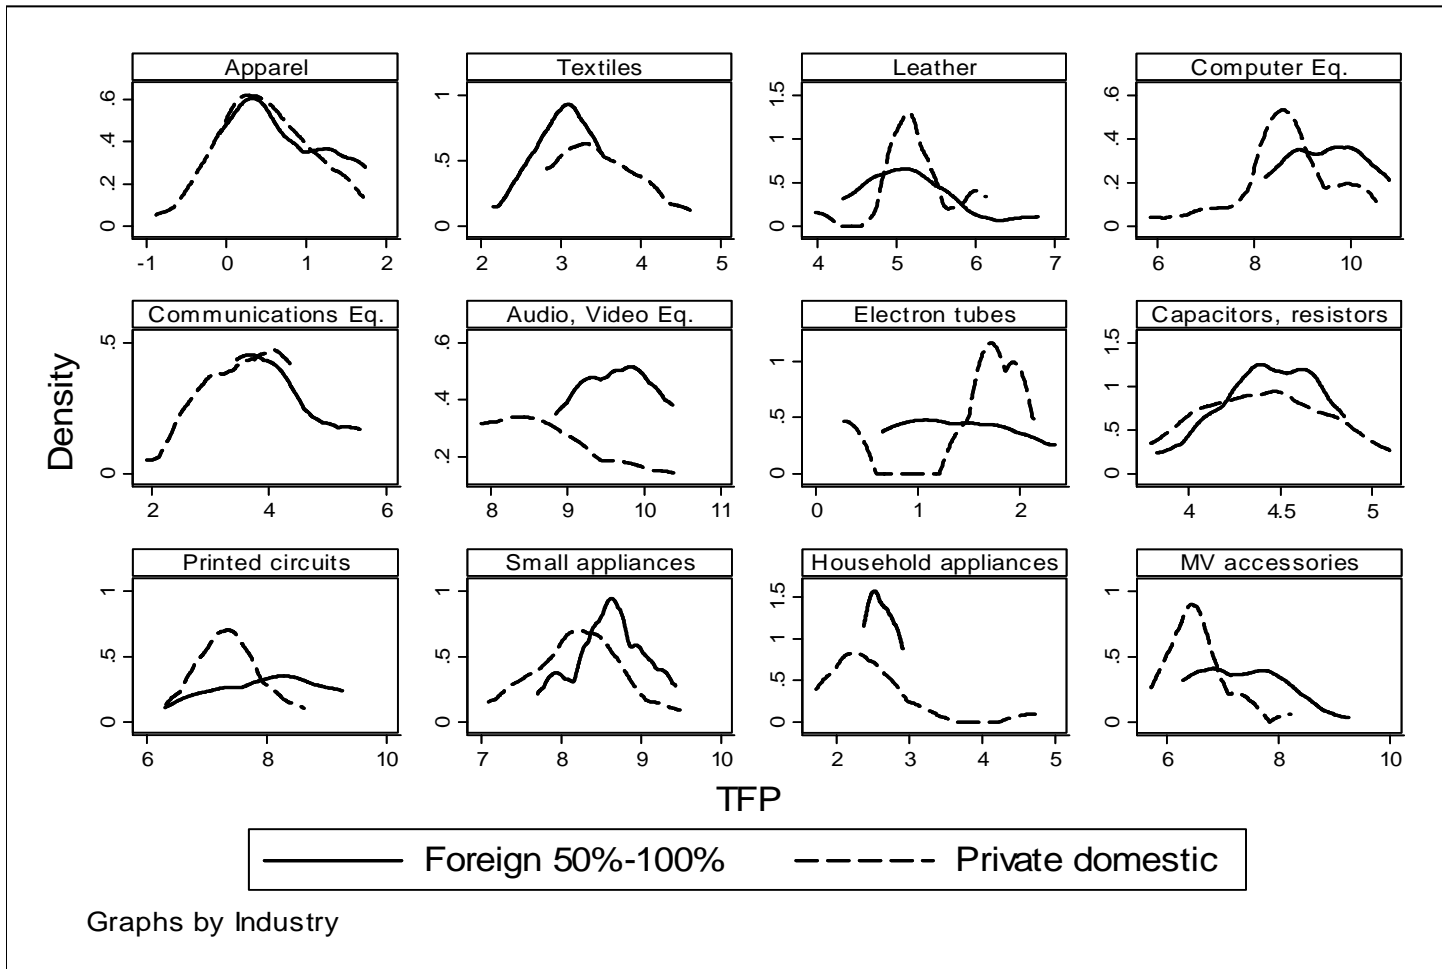 Apparel Textiles Leather Computer Eq.
.6 1 1.5 .6
.4 1 .4
.5 .5 .2
.2 0 0 0
0
-1 0 1 2 2 3 4 5 4 5 6 7 6 8 10
Communications Eq. Audio, Video Eq. Electron tubes Capacitors, resistors
.5 .6 1 1.5
.4 .5 1
.2 .5
0 0 0
2 4 6 8 9 10 11 0 1 2 4 4.5 5
Density
Printed circuits Small appliances Household appliances MV accessories
1 1 1.5 1
1
.5 .5 .5 .5
0 0 0 0
6 8 10 7 8 9 10 2 3 4 5 6 8 10
TFP
Foreign 50%-100% Private domestic
Graphs by Industry